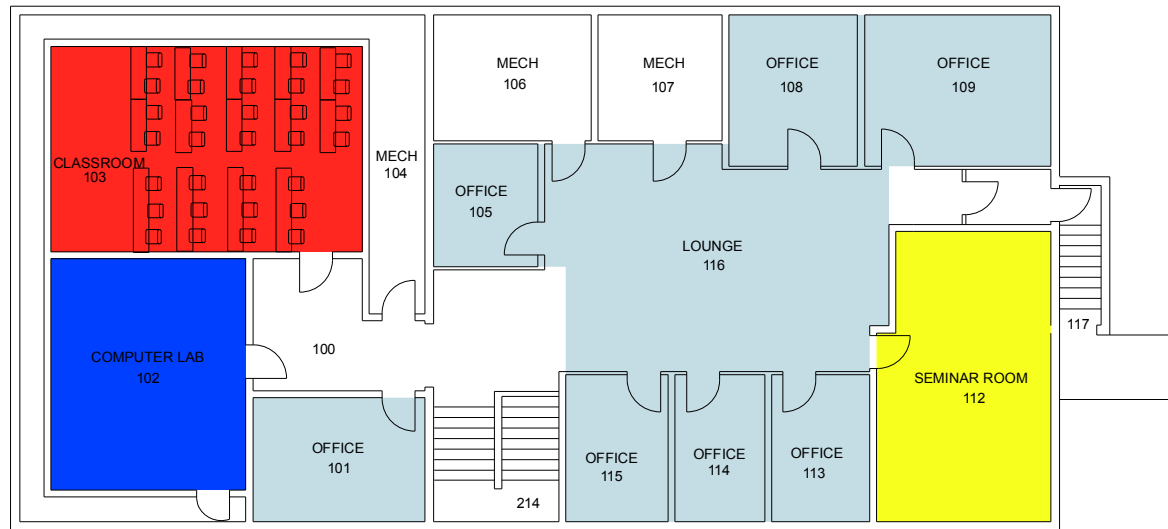 MECH
106
MECH
107
OFFICE
108
OFFICE
109
CLASSROOM
103
MECH
104
OFFICE
105
LOUNGE
116
100
117
COMPUTER LAB
102
SEMINAR ROOM
112
OFFICE
101
214
OFFICE
115
OFFICE
114
OFFICE
113